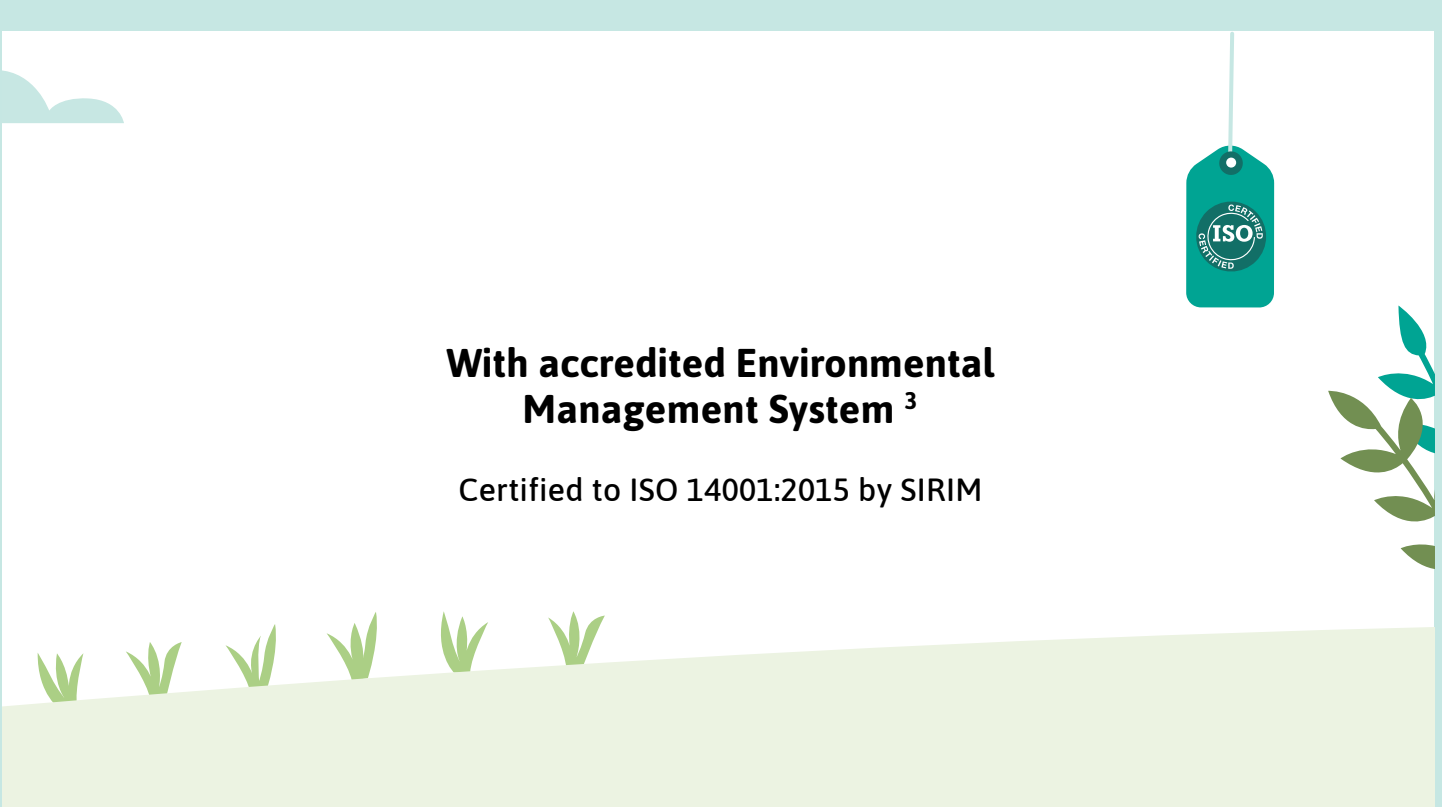 CERTIFIED
ISO
CERTIFIED
With accredited Environmental
Management System ³
Certified to ISO 14001:2015 by SIRIM